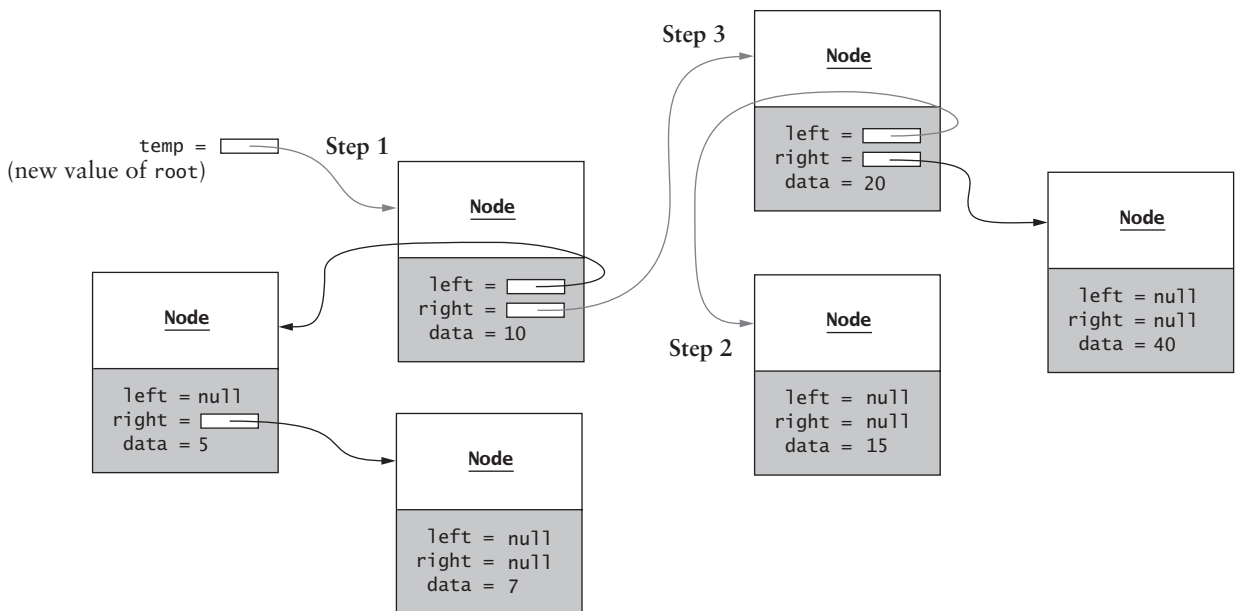 Step 3
Node
left =
right =
data = 20
temp =
(new value of root)
Step 1
Node
left =
right =
data = 10
Node
left = null
right = null
data = 40
Node
left = null
right =
data = 5
Step 2
Node
left = null
right = null
data = 15
Node
left = null
right = null
data = 7